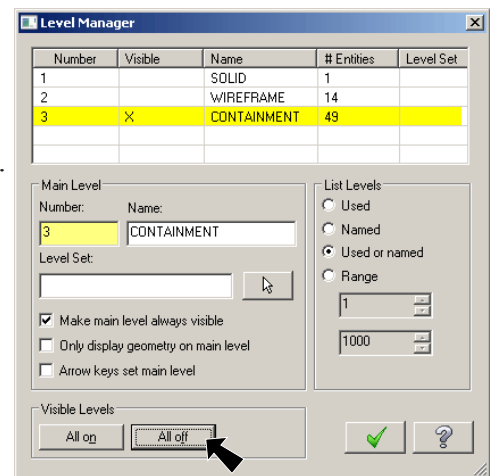 Level Manager
Number Visible Name # Entities Level Set
1 SOLID 1
2 WIREFRAME 14
3 X CONTAINMENT 49
Main Level
Number: Name:
3 CONTAINMENT
Level Set:
Make main level always visible
Only display geometry on main level
Arrow keys set main level
List Levels
Used
Named
Used or named
Range
1
1000
Visible Levels
All on All off